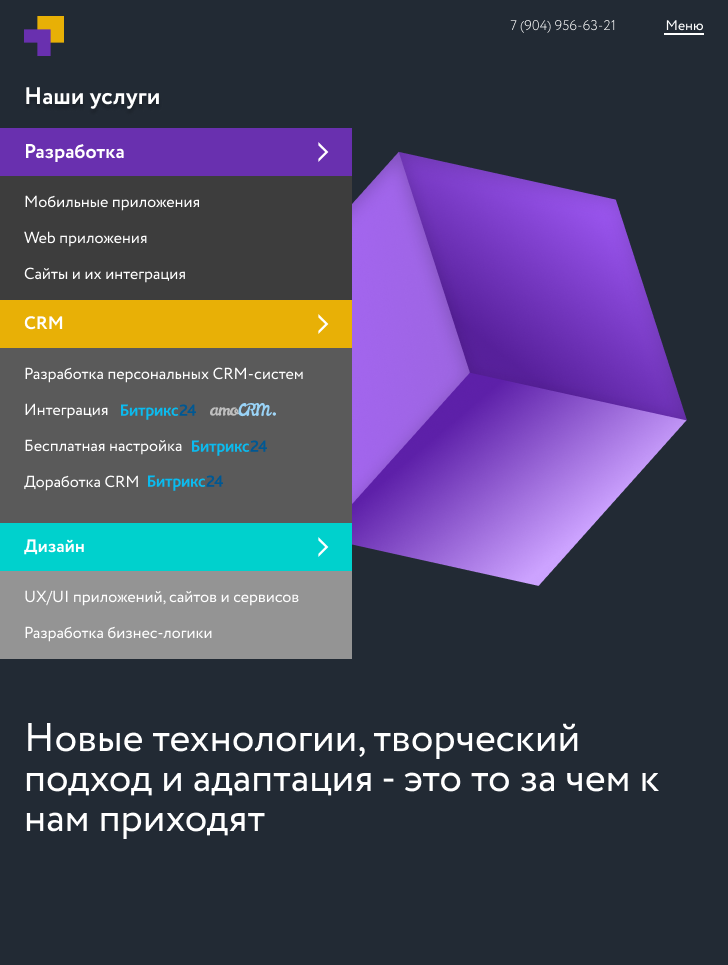 7 (904) 956-63-21 Меню
Наши услуги
Разработка
Мобильные приложения
Web приложения
Сайты и их интеграция
CRM
Разработка персональных CRM-систем
Интеграция Битрикс24 amoCRM.
Бесплатная настройка Битрикс24
Доработка CRM Битрикс24
Дизайн
UX/UI приложений, сайтов и сервисов
Разработка бизнес-логики
Новые технологии, творческий
подход и адаптация - это то за чем к
нам приходят